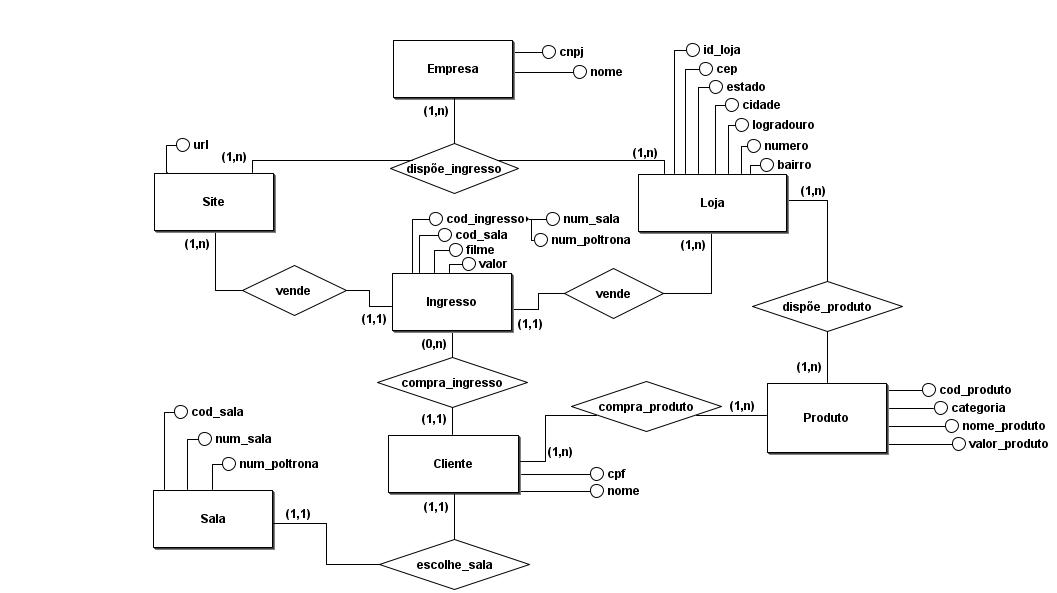 Empresa
cnpj
nome
(1,n)
id_loja
cep
estado
cidade
logradouro
numero
bairro
url
(1,n)
dispõe_ingresso
(1,n)
Site
Loja
(1,n)
(1,n)
(1,n)
cod_ingresso
num_sala
num_poltrona
cod_sala
filme
valor
vende
Ingresso
vende
dispõe_produto
(1,1)
(1,1)
(0,n)
(1,n)
compra_ingresso
compra_produto
(1,n)
Produto
cod_produto
categoria
nome_produto
valor_produto
(1,1)
(1,n)
Cliente
cpf
nome
cod_sala
num_sala
num_poltrona
(1,1)
Sala
(1,1)
escolhe_sala